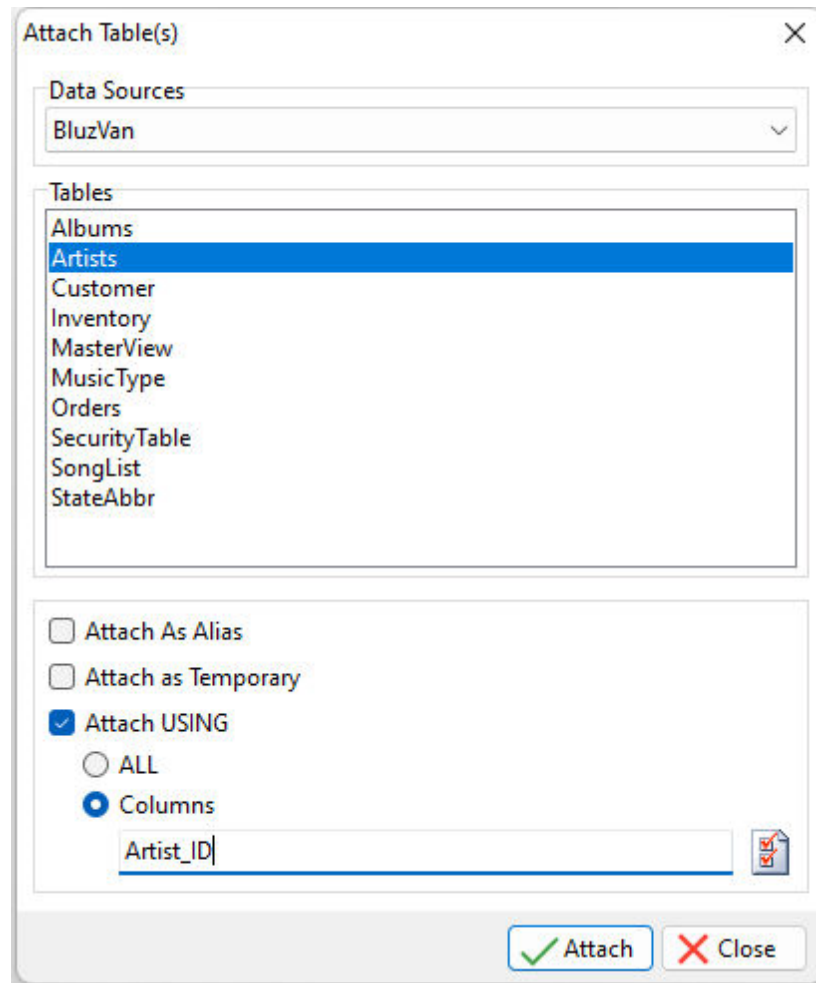 Attach Table(s)
Data Sources
BluzVan
Tables
Albums
Artists
Customer
Inventory
MasterView
MusicType
Orders
SecurityTable
SongList
StateAbbr
Attach As Alias
Attach as Temporary
Attach USING
ALL
Columns
Artist_ID
Attach Close